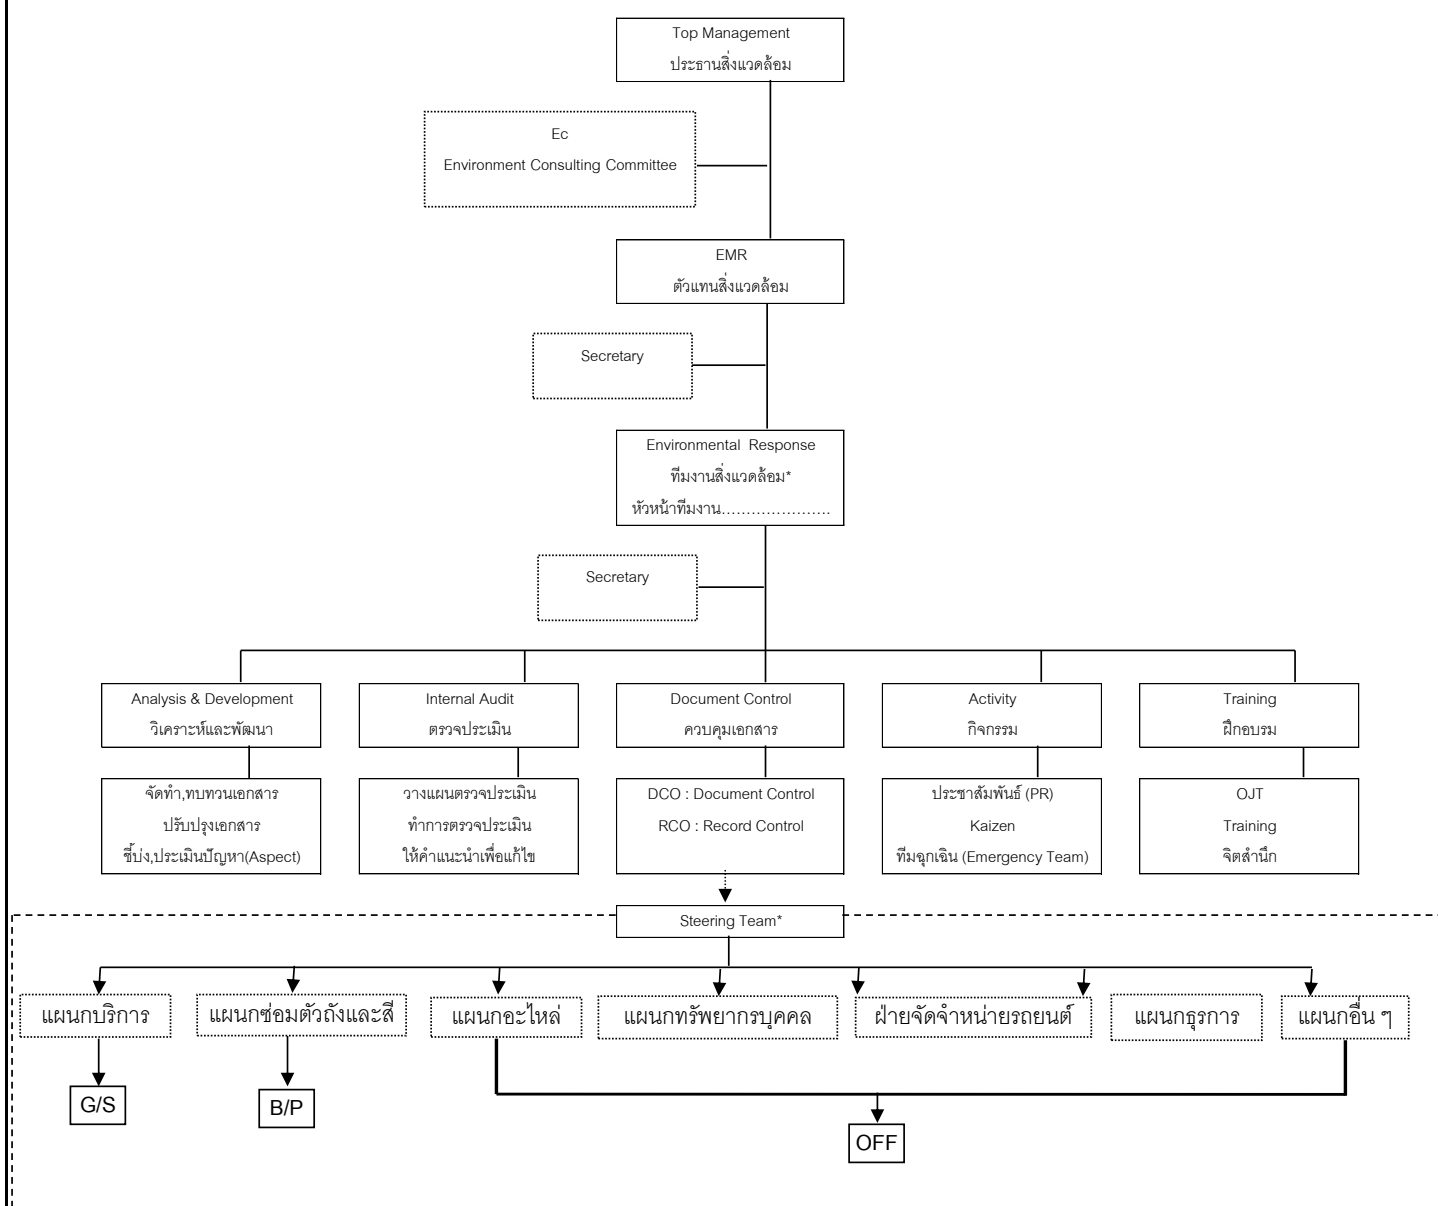 Top Management
ประธานสิ่งแวดล้อม
Ec
Environment Consulting Committee
EMR
ตัวแทนสิ่งแวดล้อม
Secretary
Environmental Response
ทีมงานสิ่งแวดล้อม*
หัวหน้าทีมงาน......................
Secretary
Analysis & Development
วิเคราะห์และพัฒนา
Internal Audit
ตรวจประเมิน
Document Control
ควบคุมเอกสาร
Activity
กิจกรรม
Training
ฝึกอบรม
จัดทำ,ทบทวนเอกสาร
ปรับปรุงเอกสาร
ชี้บ่ง,ประเมินปัญหา(Aspect)
วางแผนตรวจประเมิน
ทำการตรวจประเมิน
ให้คำแนะนำเพื่อแก้ไข
DCO : Document Control
RCO : Record Control
ประชาสัมพันธ์ (PR)
Kaizen
ทีมฉุกเฉิน (Emergency Team)
OJT
Training
จิตสำนึก
Steering Team*
แผนกบริการ
แผนกซ่อมตัวถังและสี
แผนกอะไหล่
แผนกทรัพยากรบุคคล
ฝ่ายจัดจำหน่ายรถยนต์
แผนกธุรการ
แผนกอื่น ๆ
G/S
B/P
OFF